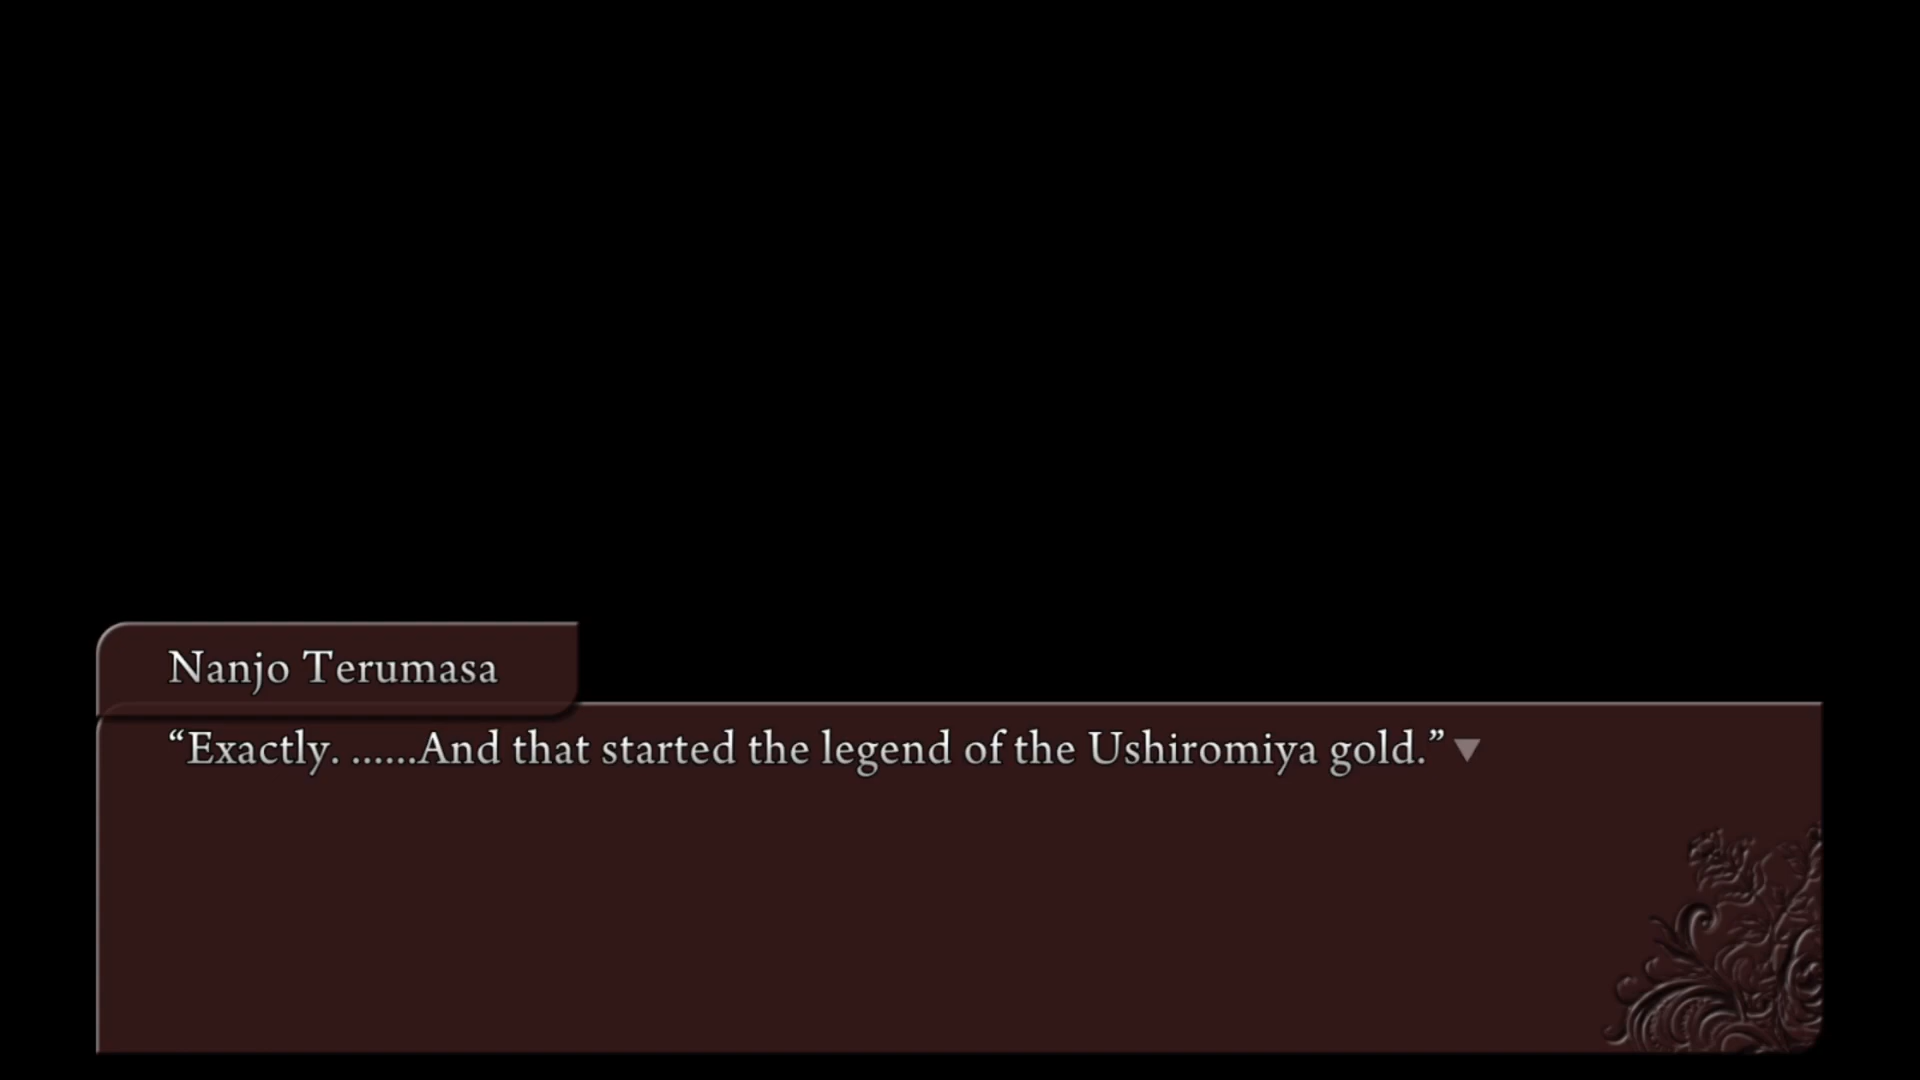 Nanjo Terumasa
“Exactly. ......And that started the legend of the Ushiromiya gold.”